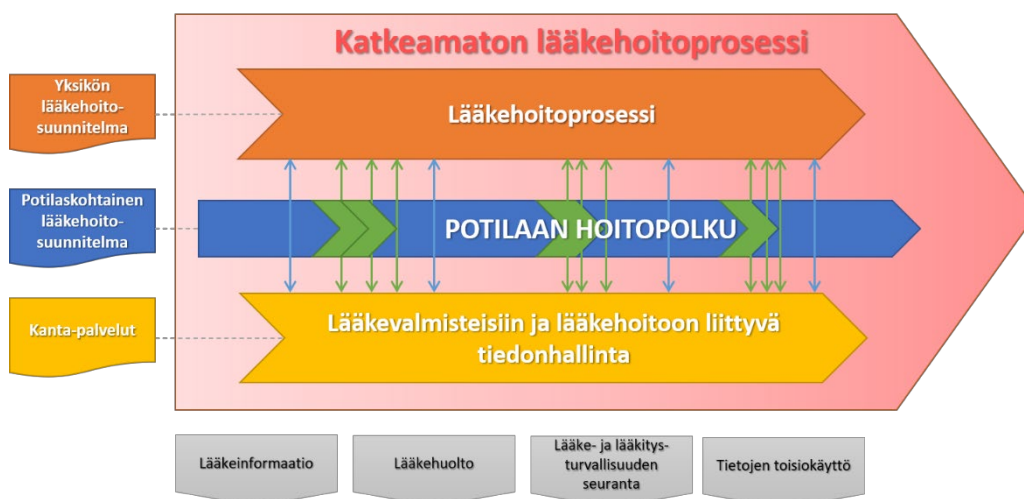 Katkeamaton lääkehoitoprosessi
Yksikön
lääkehoito-
suunnitelma
Lääkehoitoprosessi
Potilaskohtainen
lääkehoito-
suunnitelma
POTILAAN HOITOPOLKU
Kanta-palvelut
Lääkevalmisteisiin ja lääkehoitoon liittyvä
tiedonhallinta
Lääkeinformaatio
Lääkehuolto
Lääke- ja lääkitys-
turvallisuuden
seuranta
Tietojen toisiokäyttö